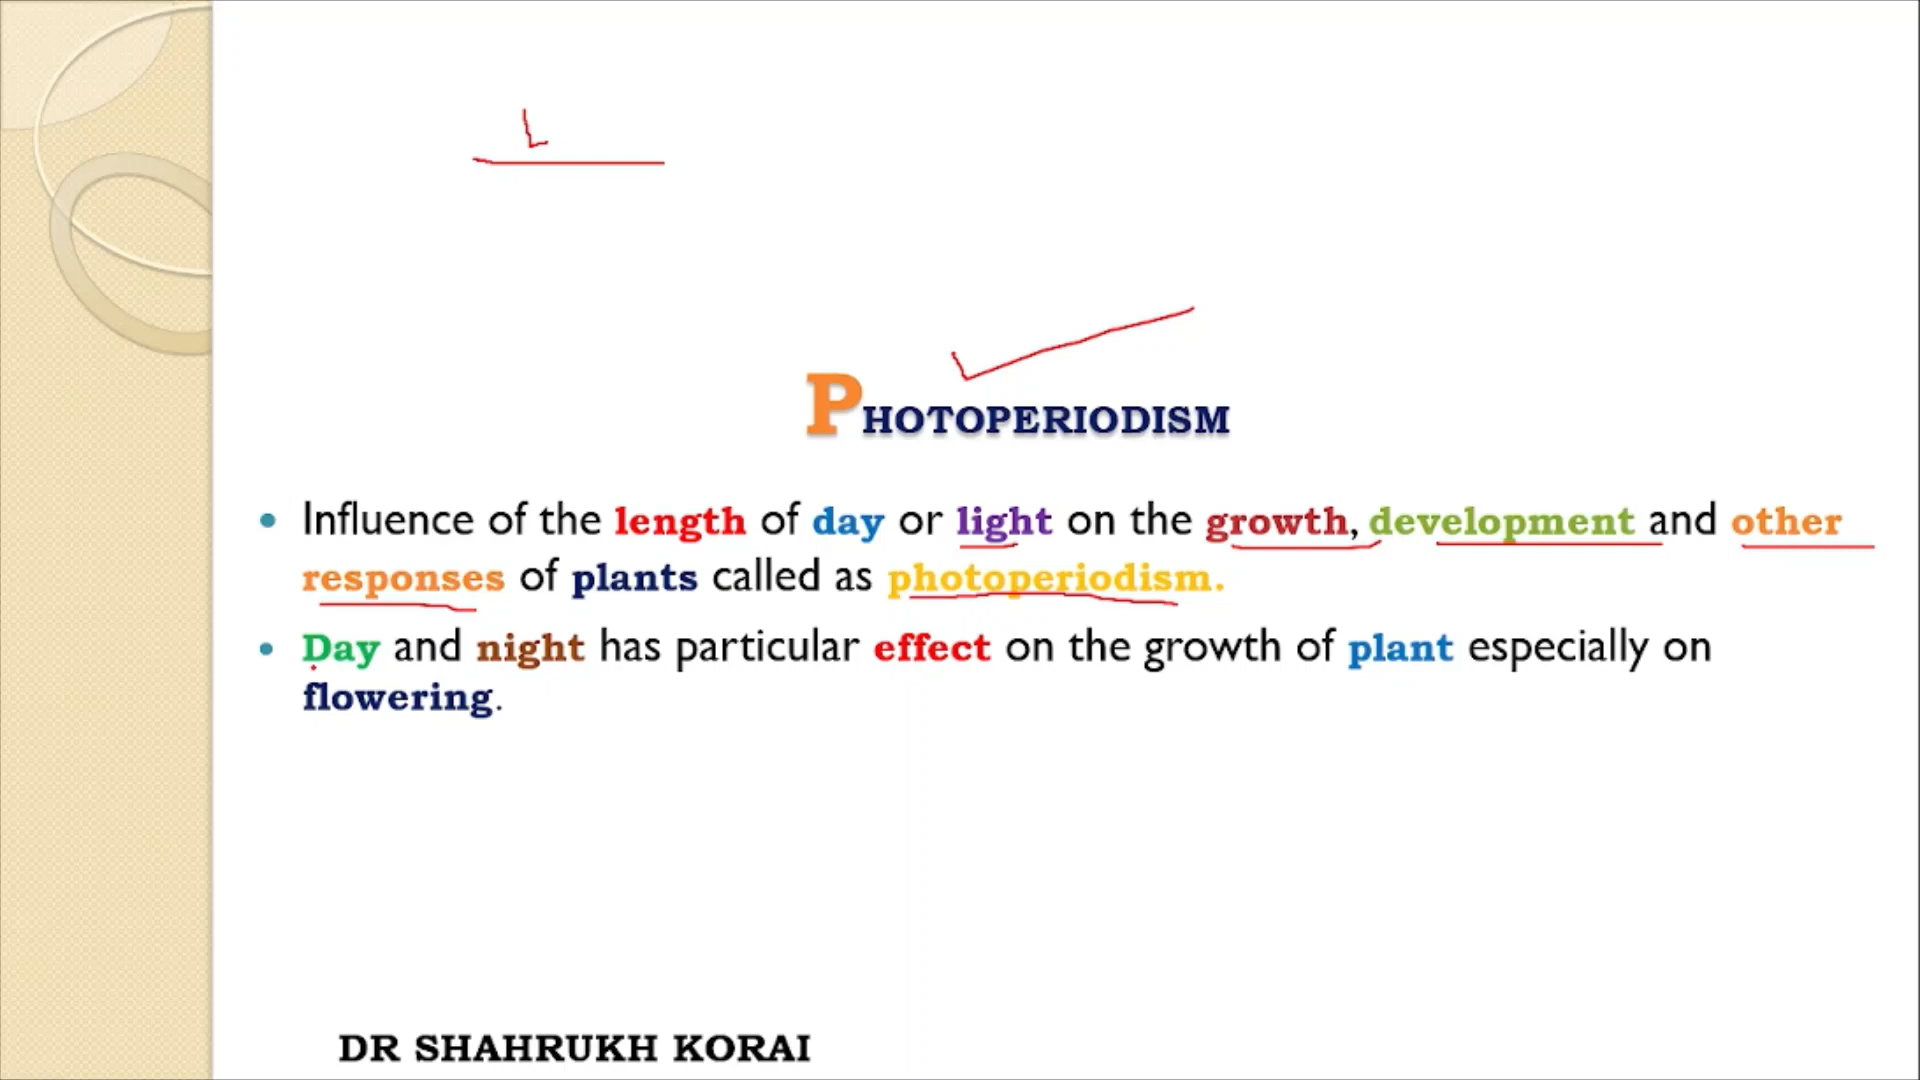 PHOTOPERIODISM
• Influence of the length of day or light on the growth, development and other
responses of plants called as photoperiodism.
• Day and night has particular effect on the growth of plant especially on
flowering.
DR SHAHRUKH KORAI